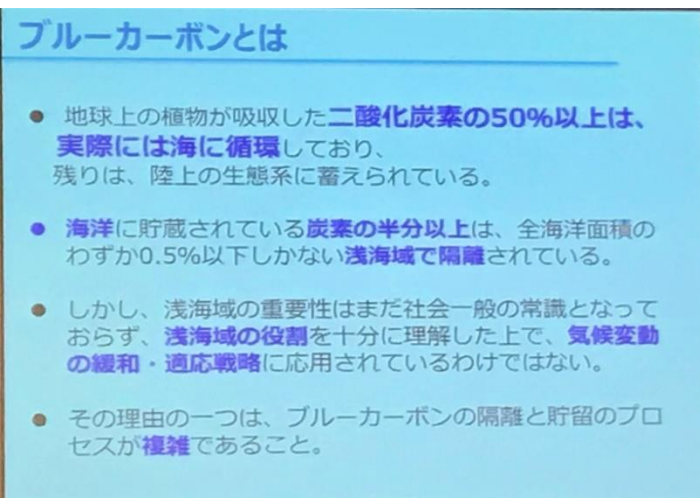 ブルーカーボンとは
● 地球上の植物が吸収した二酸化炭素の50%以上は、
実際には海に循環しており、
残りは、陸上の生態系に蓄えられている。
● 海洋に貯蔵されている炭素の半分以上は、全海洋面積の
わずか0.5%以下しかない浅海域で隔離されている。
● しかし、浅海域の重要性はまだ社会一般の常識となって
おらず、浅海域の役割を十分に理解した上で、気候変動
の緩和・適応戦略に応用されているわけではない。
● その理由の一つは、ブルーカーボンの隔離と貯留のプロ
セスが複雑であること。